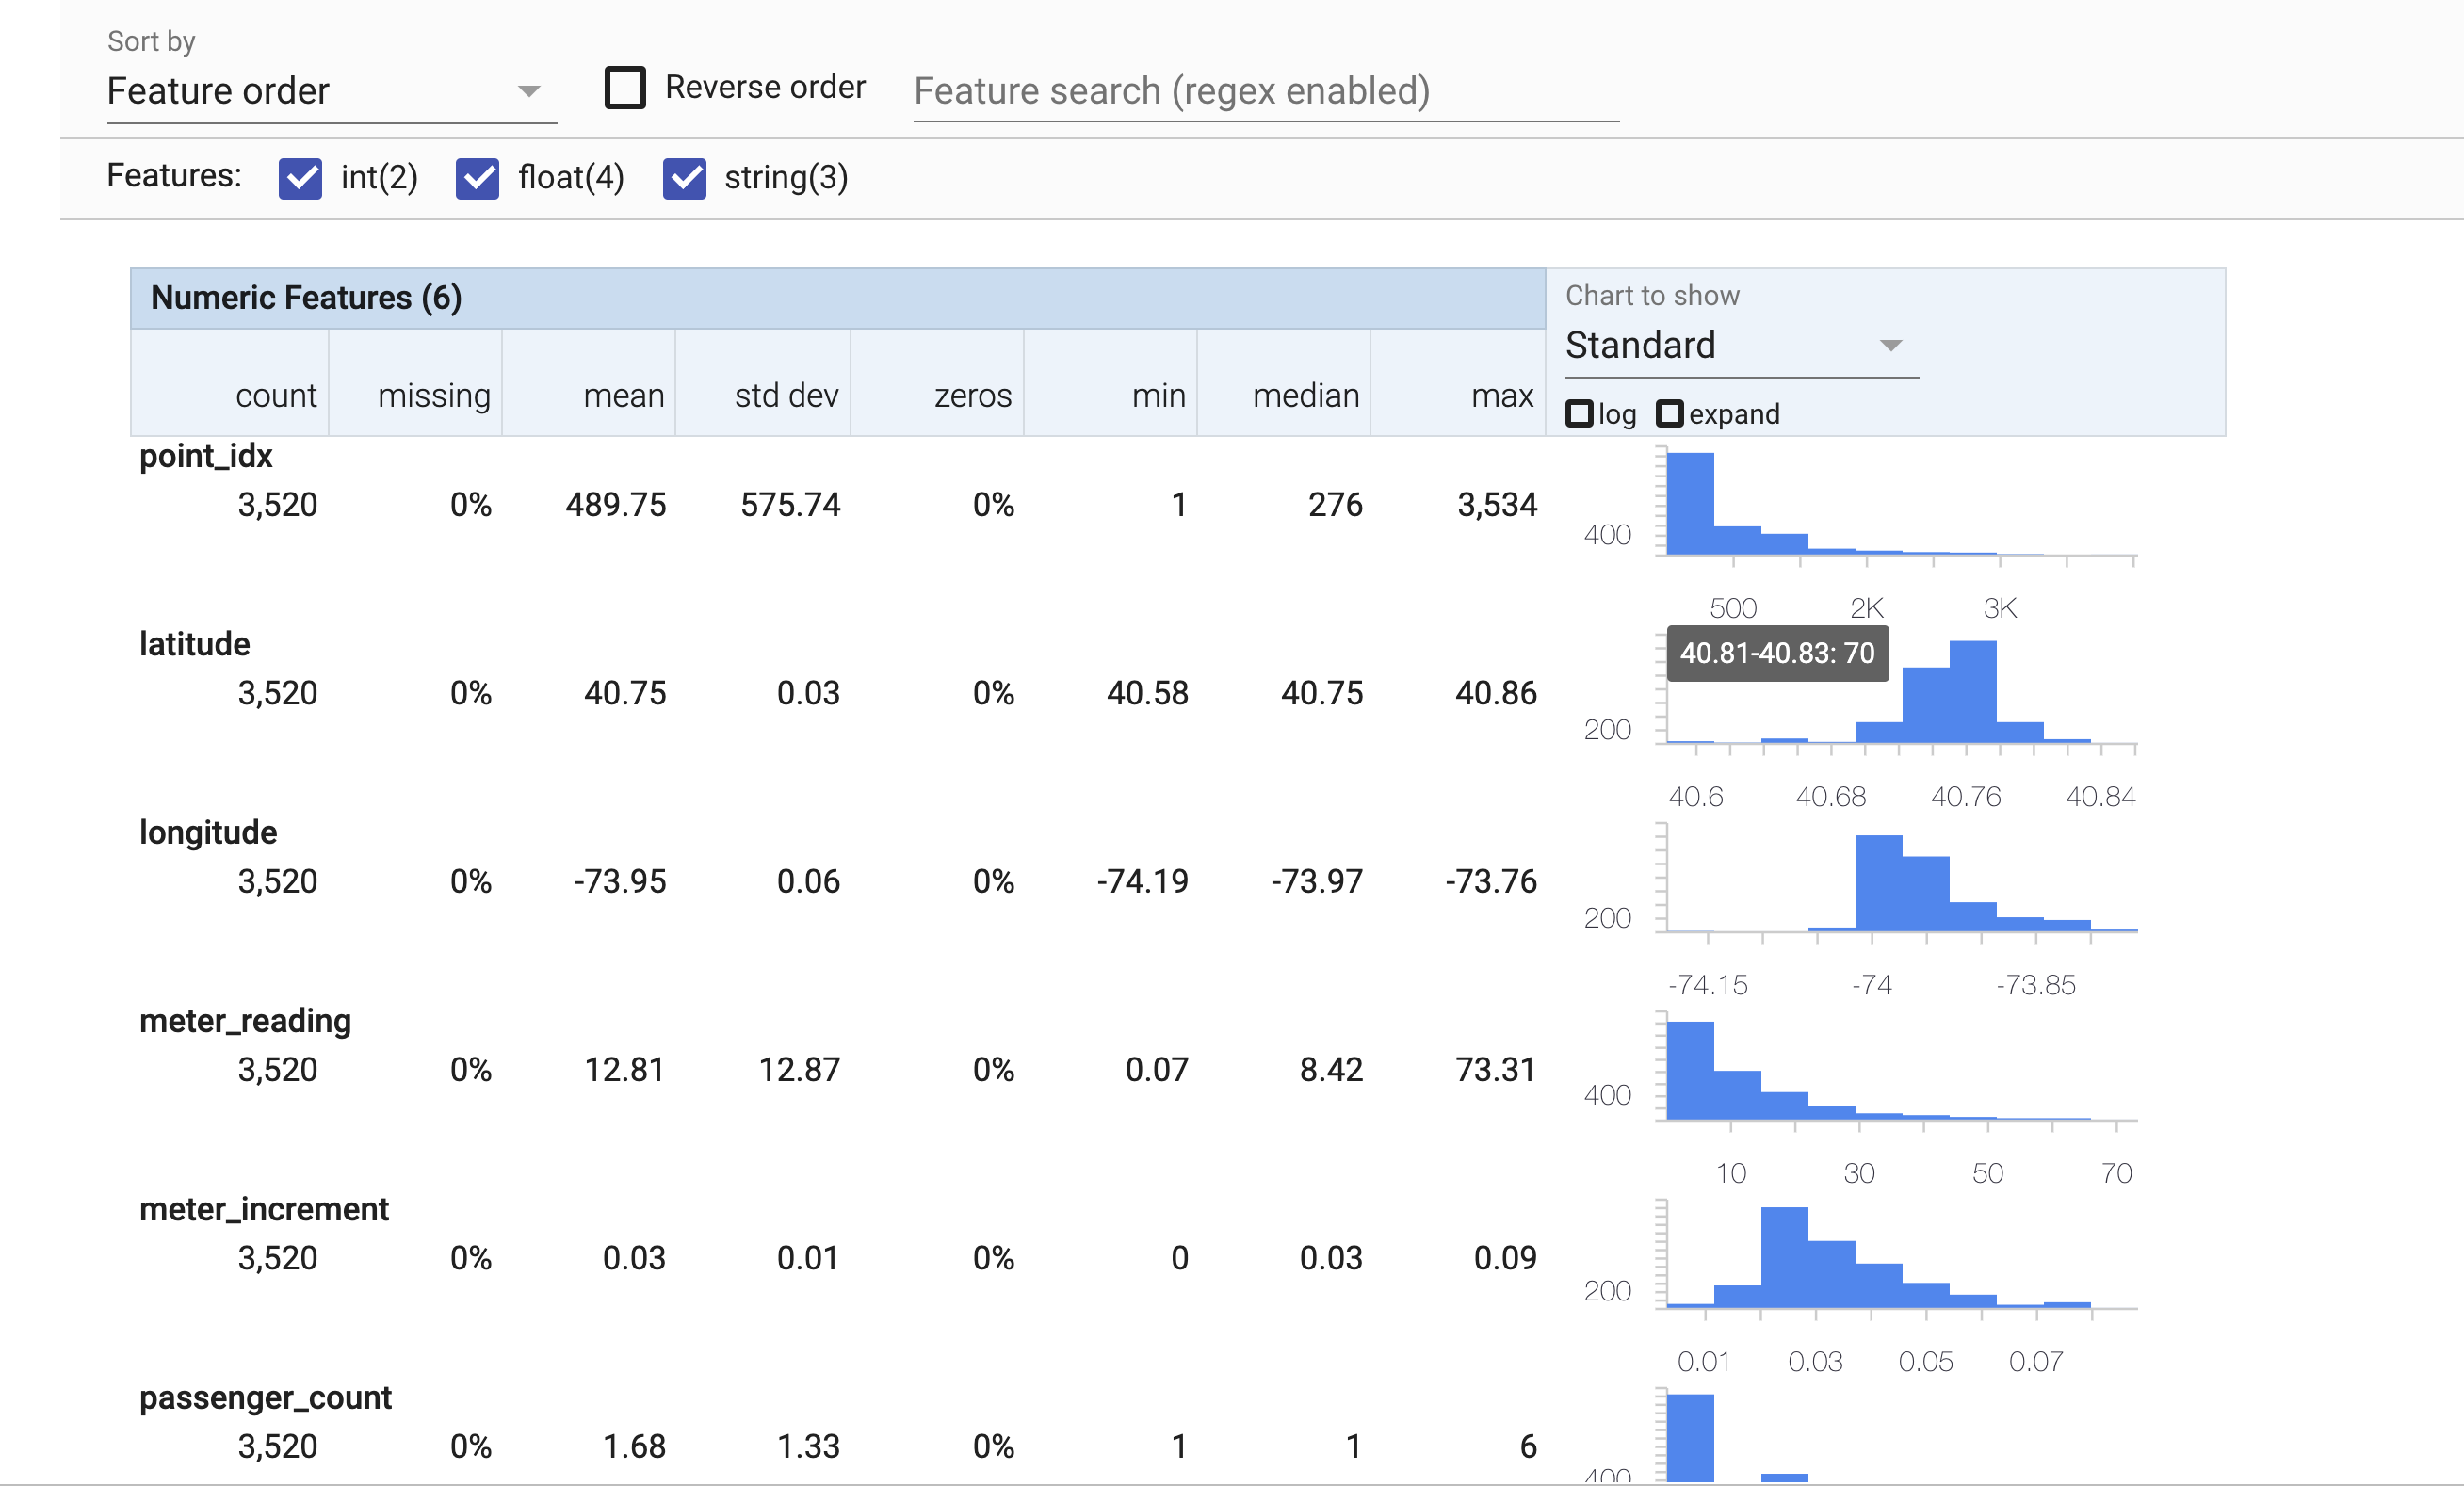 Sort by
Feature order
Reverse order
Feature search (regex enabled)
Features: int(2) float(4) string(3)
Numeric Features (6)
Chart to show
Standard
count missing mean std dev zeros min median max
log expand
point_idx
3,520 0% 489.75 575.74 0% 1 276 3,534
400
500 2K 3K
latitude
40.81-40.83: 70
3,520 0% 40.75 0.03 0% 40.58 40.75 40.86
200
40.6 40.68 40.76 40.84
longitude
3,520 0% -73.95 0.06 0% -74.19 -73.97 -73.76
200
-74.15 -74 -73.85
meter_reading
3,520 0% 12.81 12.87 0% 0.07 8.42 73.31
400
10 30 50 70
meter_increment
3,520 0% 0.03 0.01 0% 0 0.03 0.09
200
0.01 0.03 0.05 0.07
passenger_count
3,520 0% 1.68 1.33 0% 1 1 6
400